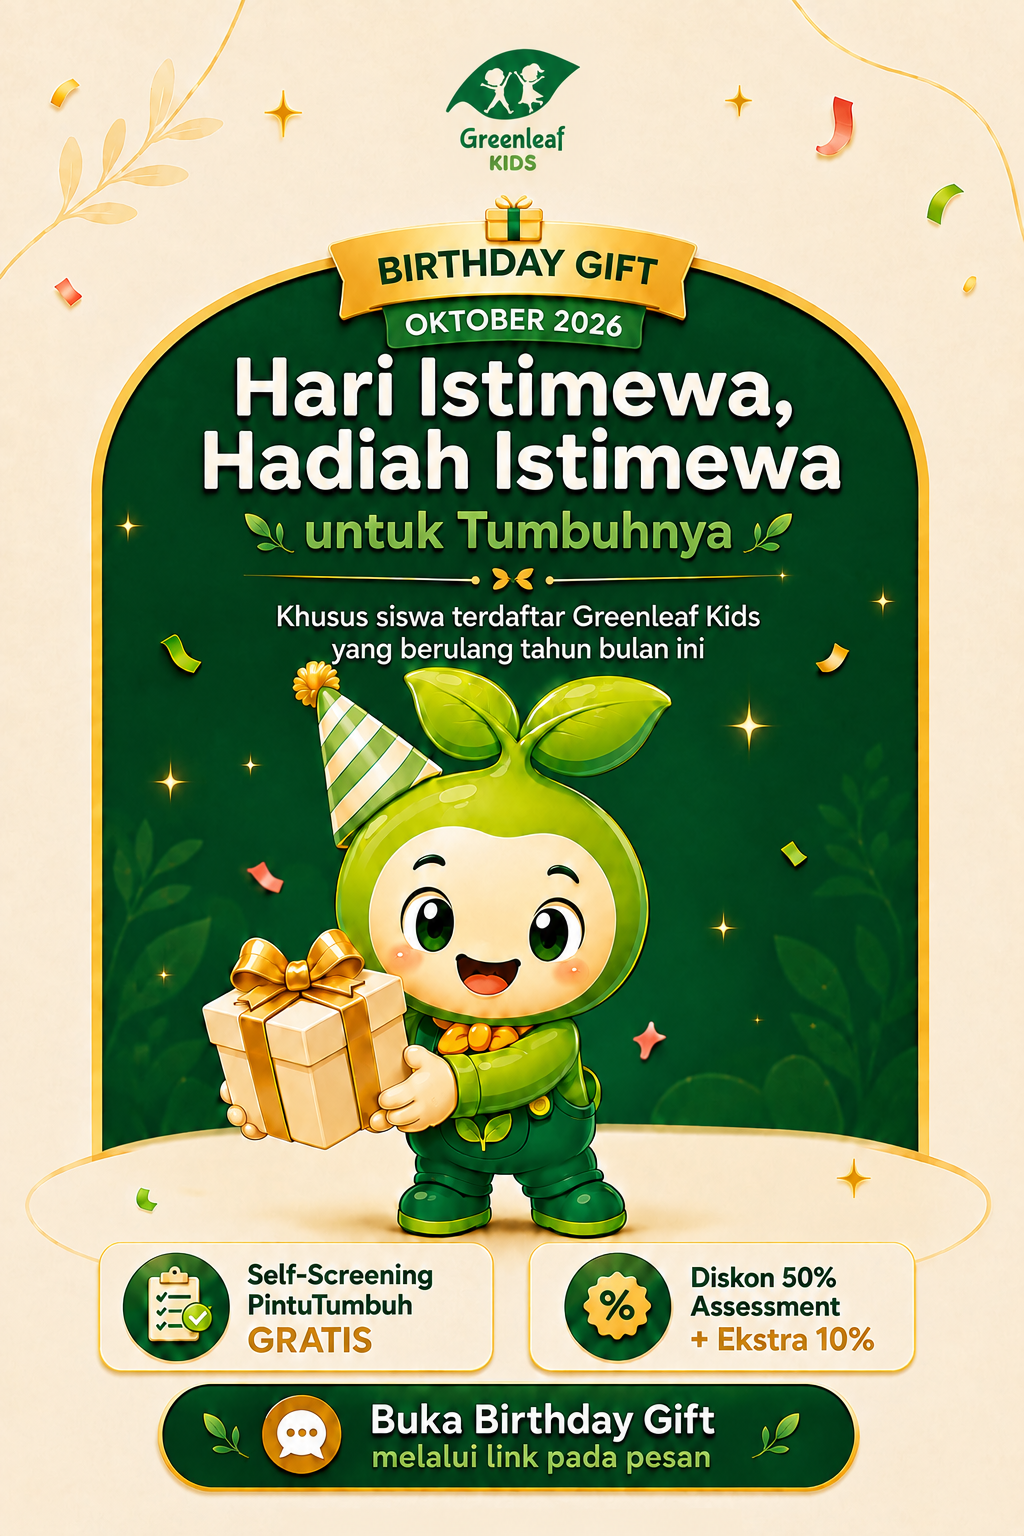 Greenleaf
KIDS
BIRTHDAY GIFT
OKTOBER 2026
Hari Istimewa,
Hadiah Istimewa
untuk Tumbuhnya
Khusus siswa terdaftar Greenleaf Kids
yang berulang tahun bulan ini
Self-Screening
PintuTumbuh
GRATIS
Diskon 50%
Assessment
+ Ekstra 10%
Buka Birthday Gift
melalui link pada pesan